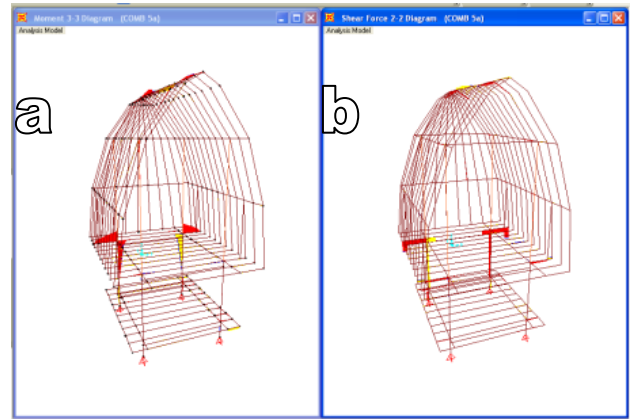 Moment 3-3 Diagram (COMB 5a)
Analysis Model
a
Shear Force 2-2 Diagram (COMB 5a)
Analysis Model
b